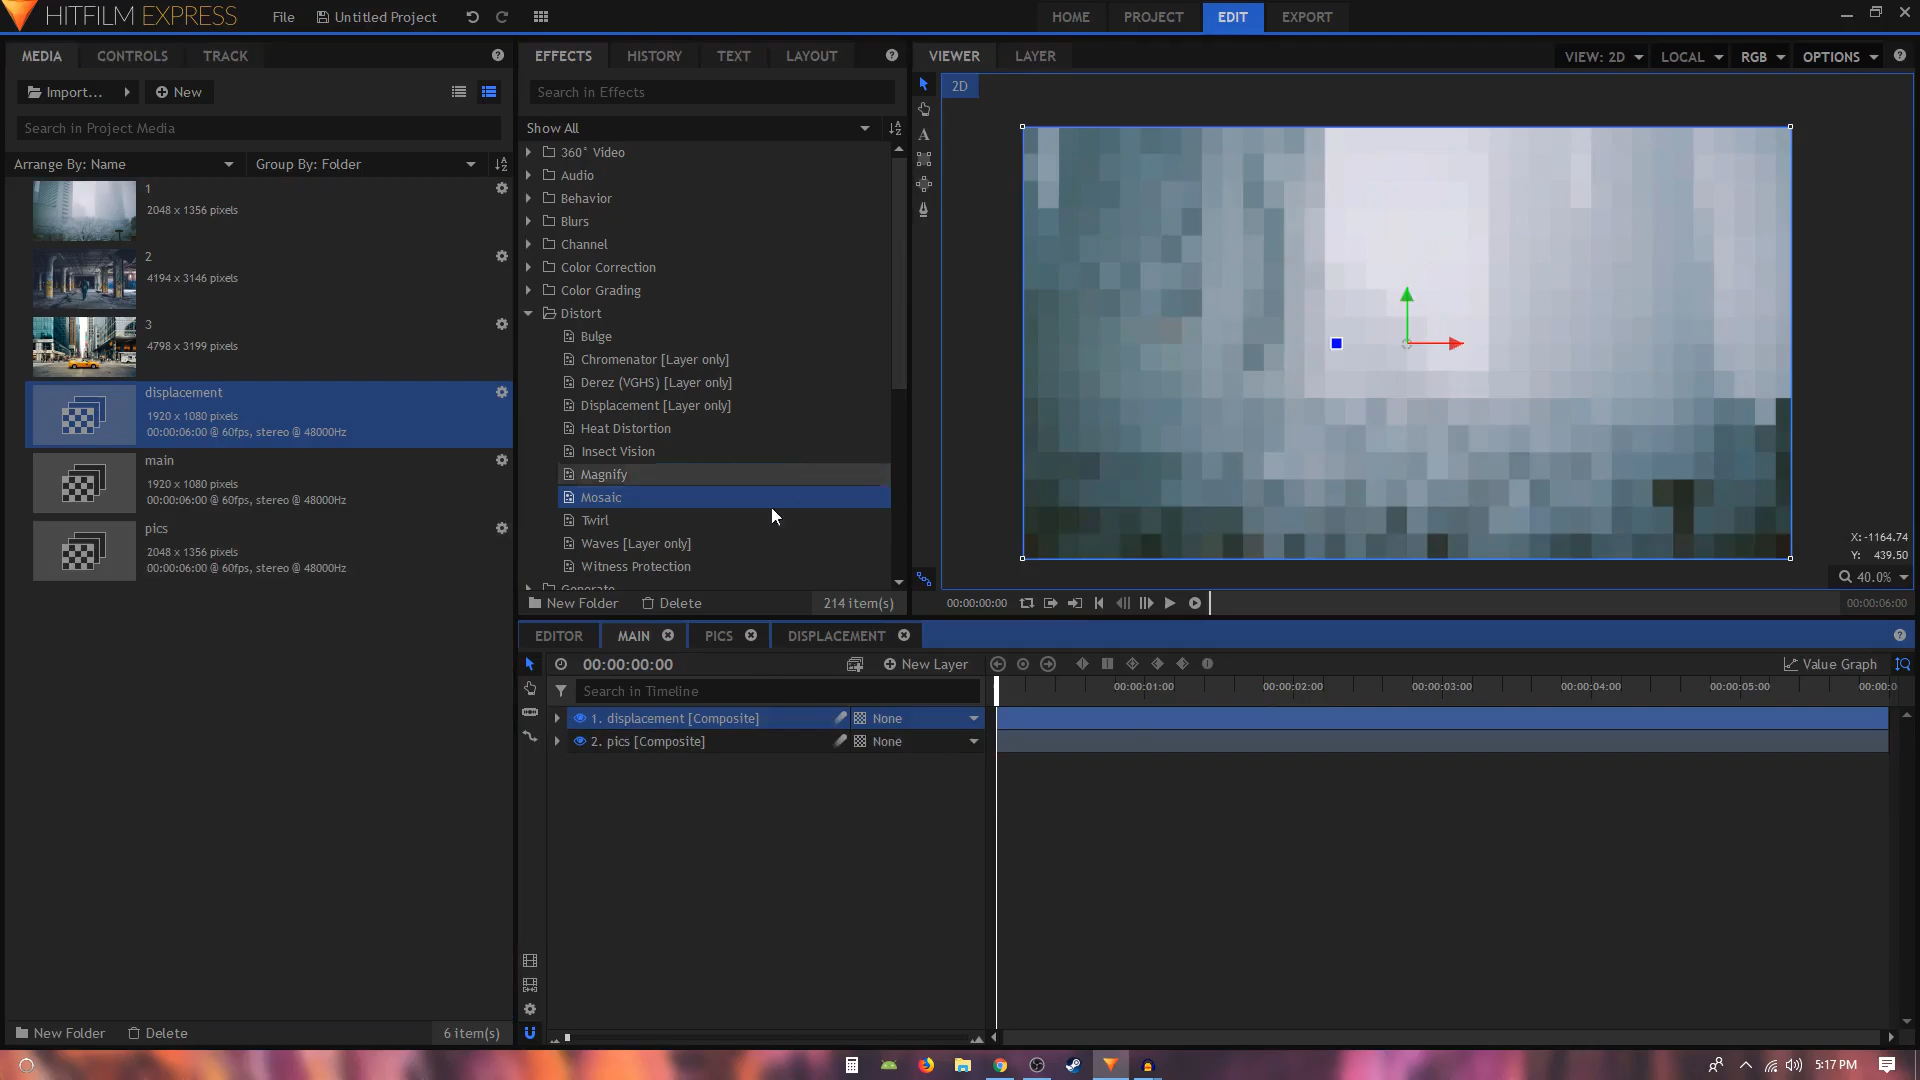 HITFILM EXPRESS
File
Untitled Project
HOME
PROJECT
EDIT
EXPORT
MEDIA
CONTROLS
TRACK
Import...
New
Search in Project Media
Arrange By: Name
Group By: Folder
1
2048 x 1356 pixels
2
4194 x 3146 pixels
3
4798 x 3199 pixels
displacement
1920 x 1080 pixels
00:00:06:00 @ 60fps, stereo @ 48000Hz
main
1920 x 1080 pixels
00:00:06:00 @ 60fps, stereo @ 48000Hz
pics
2048 x 1356 pixels
00:00:06:00 @ 60fps, stereo @ 48000Hz
New Folder
Delete
6 item(s)
EFFECTS
HISTORY
TEXT
LAYOUT
Search in Effects
Show All
360° Video
Audio
Behavior
Blurs
Channel
Color Correction
Color Grading
Distort
Bulge
Chromenator [Layer only]
Derez (VGHS) [Layer only]
Displacement [Layer only]
Heat Distortion
Insect Vision
Magnify
Mosaic
Twirl
Waves [Layer only]
Witness Protection
Generate
New Folder
Delete
214 item(s)
VIEWER
LAYER
VIEW: 2D
LOCAL
RGB
OPTIONS
2D
X: -1164.74
Y: 439.50
40.0%
00:00:00:00
00:00:06:00
EDITOR
MAIN
PICS
DISPLACEMENT
00:00:00:00
New Layer
Value Graph
Search in Timeline
00:00:01:00
00:00:02:00
00:00:03:00
00:00:04:00
00:00:05:00
00:00:0
1. displacement [Composite]
None
2. pics [Composite]
None
5:17 PM